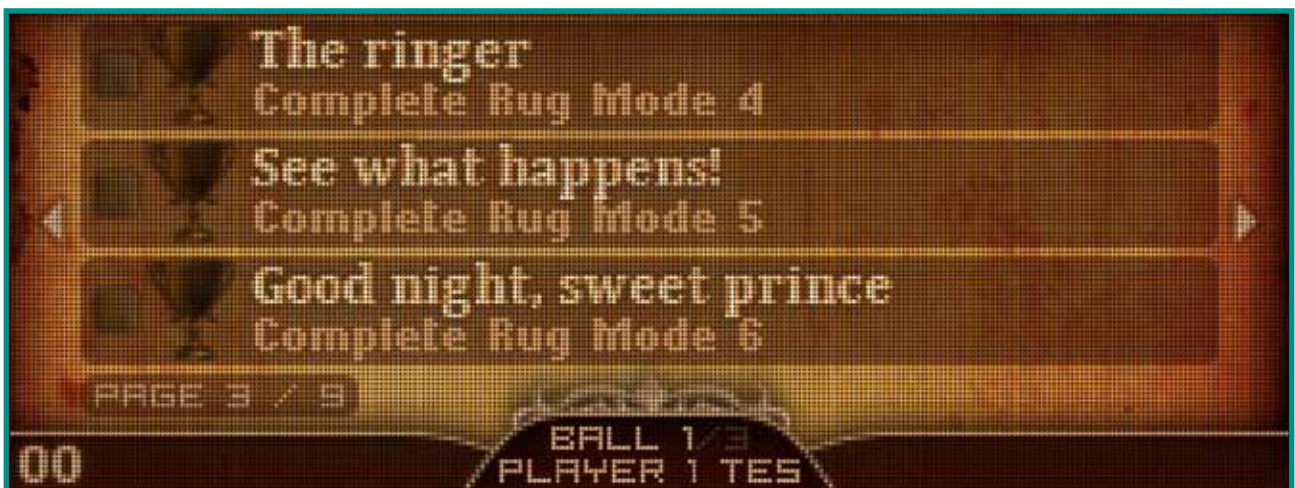 The ringer
Complete Rug Mode 4
See what happens!
Complete Rug Mode 5
Good night, sweet prince
Complete Rug Mode 6
PAGE 3 / 9
BALL 1/3
00
PLAYER 1 TES